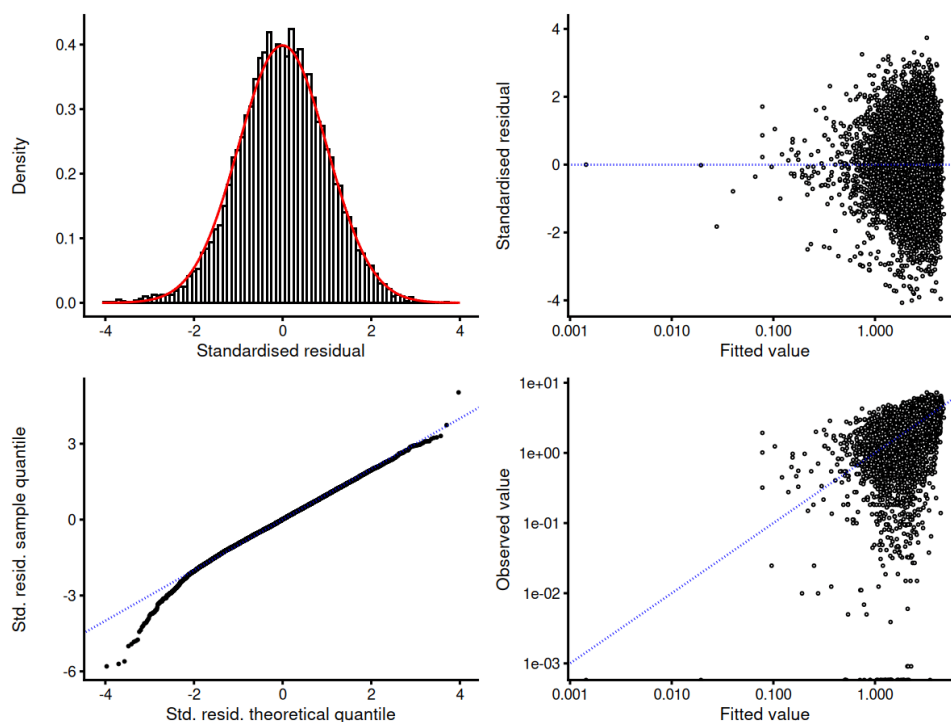 0.4
0.3
0.2
0.1
0.0
Density
-4
-2
0
2
4
Standardised residual
4
2
0
-2
-4
Standardised residual
0.001
0.010
0.100
1.000
Fitted value
3
0
-3
-6
Std. resid. sample quantile
-4
-2
0
2
4
Std. resid. theoretical quantile
1e+01
1e+00
1e-01
1e-02
1e-03
Observed value
0.001
0.010
0.100
1.000
Fitted value